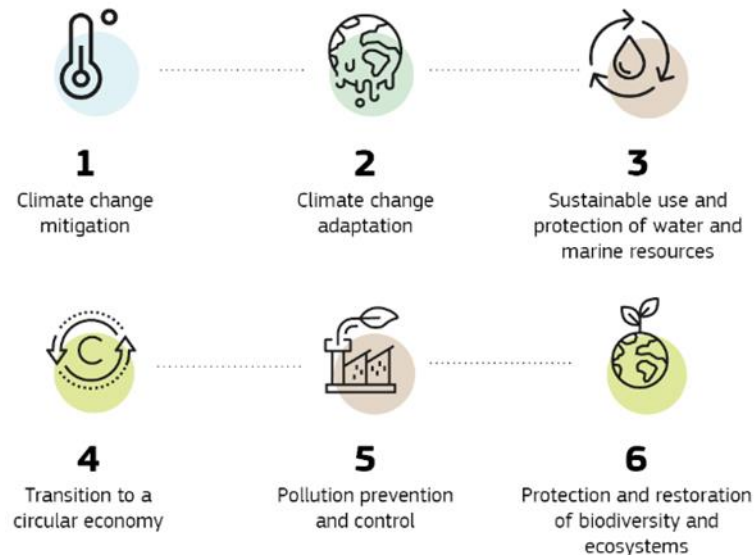 1
Climate change
mitigation
2
Climate change
adaptation
3
Sustainable use and
protection of water and
marine resources
C
4
Transition to a
circular economy
5
Pollution prevention
and control
6
Protection and restoration
of biodiversity and
ecosystems